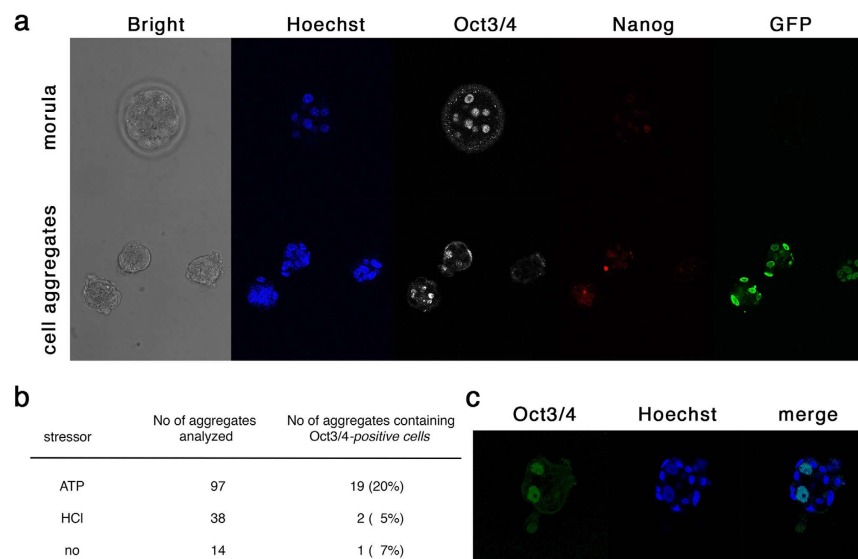 a
Bright Hoechst Oct3/4 Nanog GFP
morula
cell aggregates
b
stressor No of aggregates analyzed No of aggregates containing Oct3/4-positive cells
ATP 97 19 (20%)
HCl 38 2 ( 5%)
no 14 1 ( 7%)
c
Oct3/4 Hoechst merge